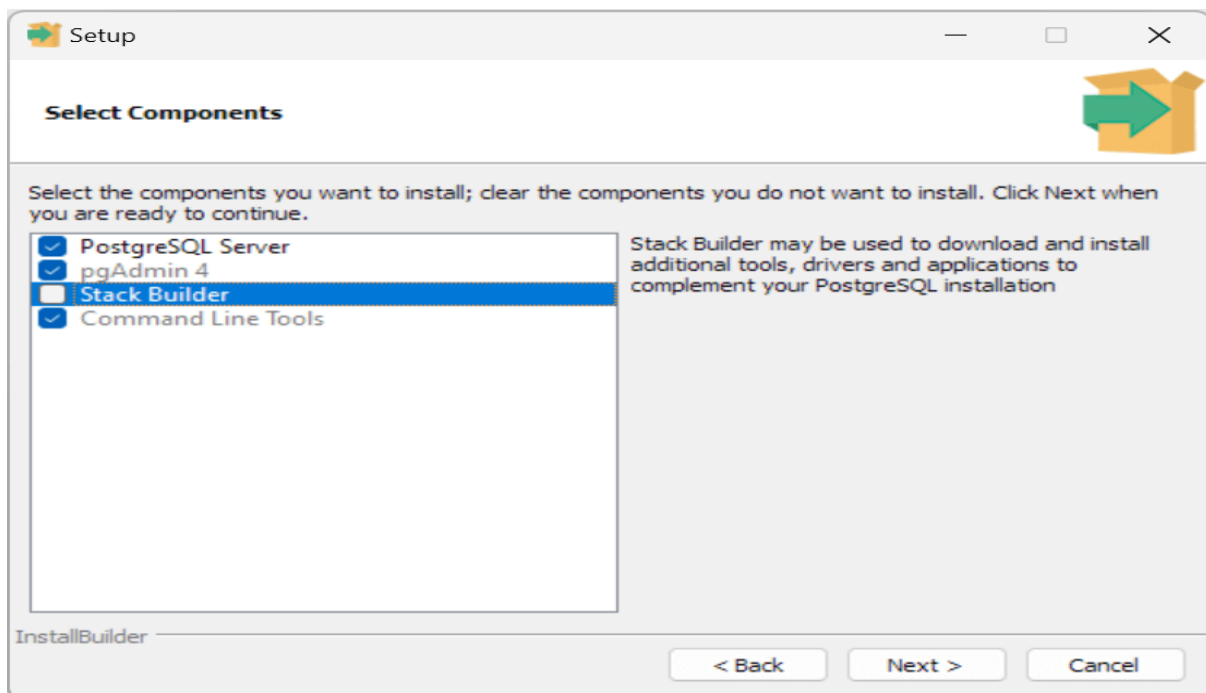 Setup
Select Components
Select the components you want to install; clear the components you do not want to install. Click Next when
you are ready to continue.
PostgreSQL Server
pgAdmin 4
Stack Builder
Command Line Tools
Stack Builder may be used to download and install
additional tools, drivers and applications to
complement your PostgreSQL installation
InstallBuilder
< Back
Next >
Cancel